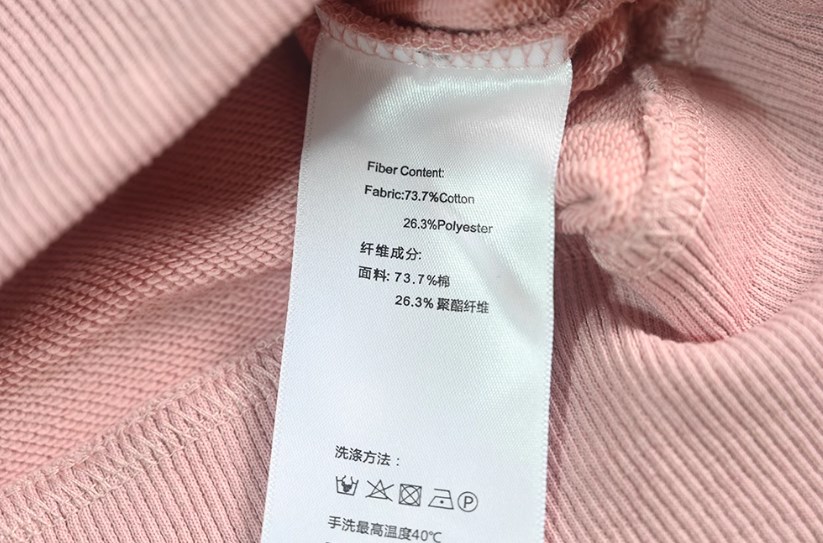 Fiber Content:
Fabric:73.7%Cotton
26.3%Polyester
纤维成分:
面料: 73.7%棉
26.3% 聚酯纤维
洗涤方法：
P
手洗最高温度40℃